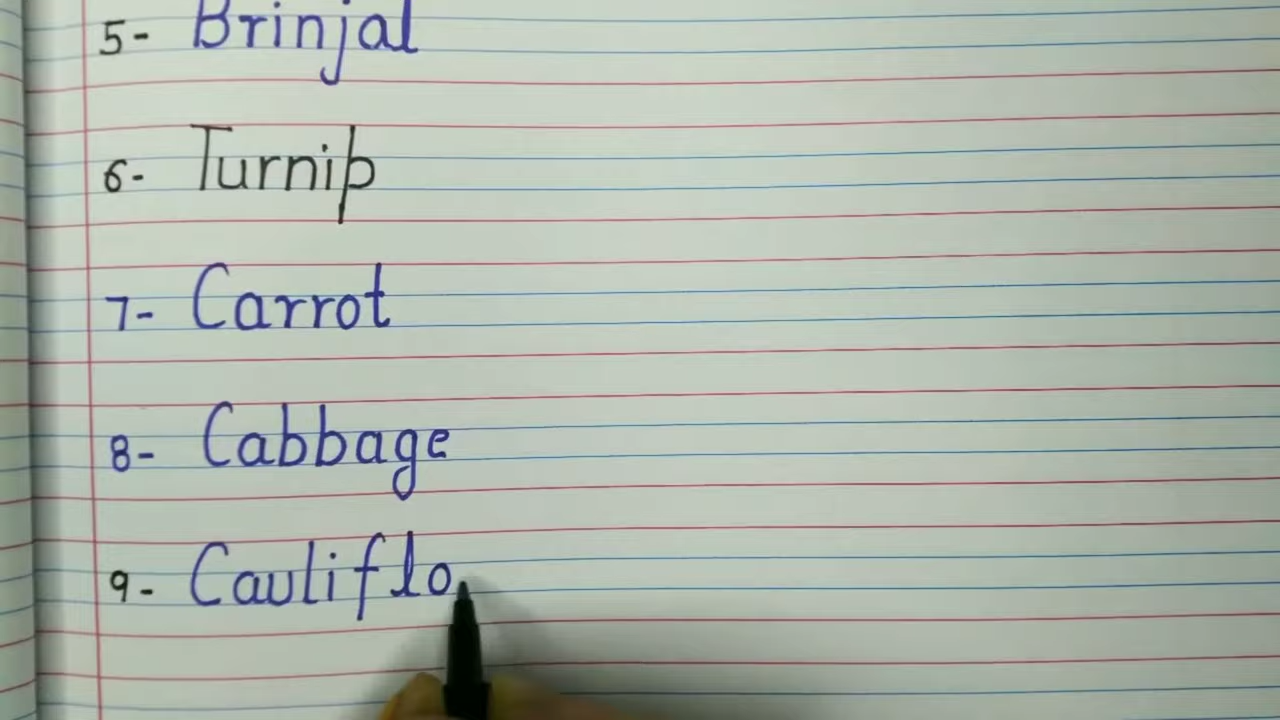 5- Brinjal
6- Turnip
7- Carrot
8- Cabbage
9- Cauliflo